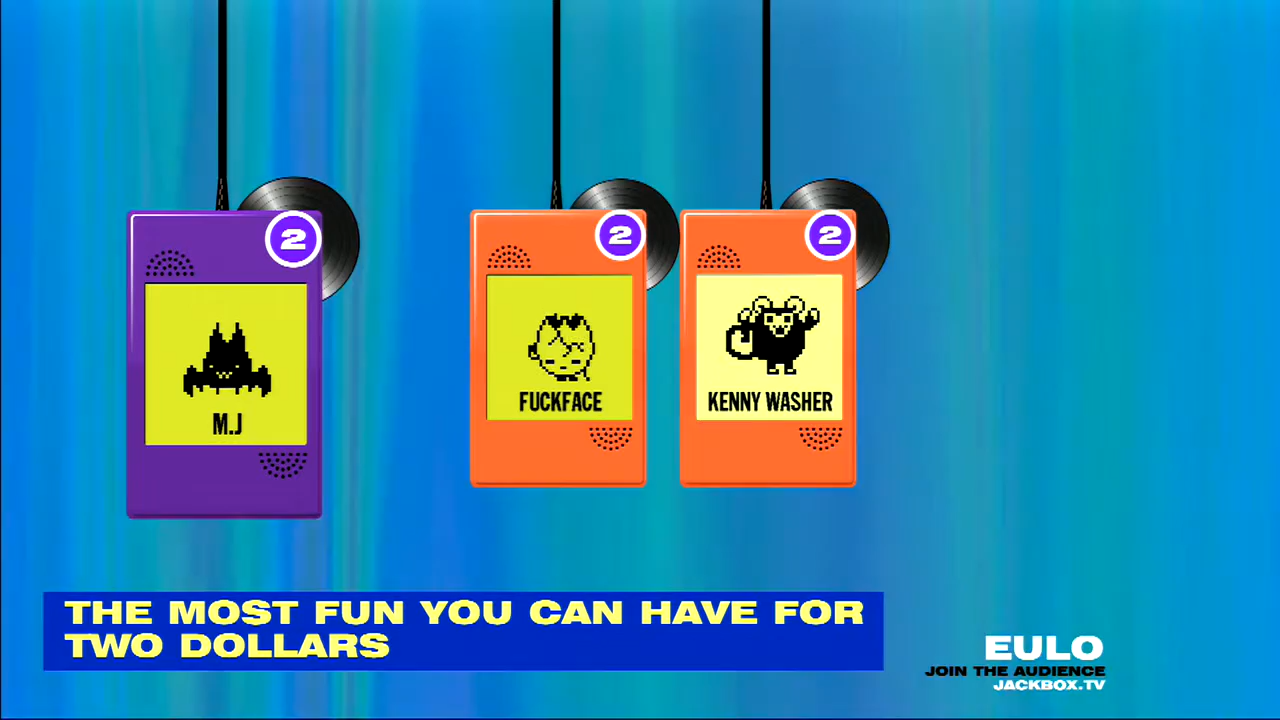 2
M.J
2
FUCKFACE
2
KENNY WASHER
THE MOST FUN YOU CAN HAVE FOR
TWO DOLLARS
EULO
JOIN THE AUDIENCE
JACKBOX.TV